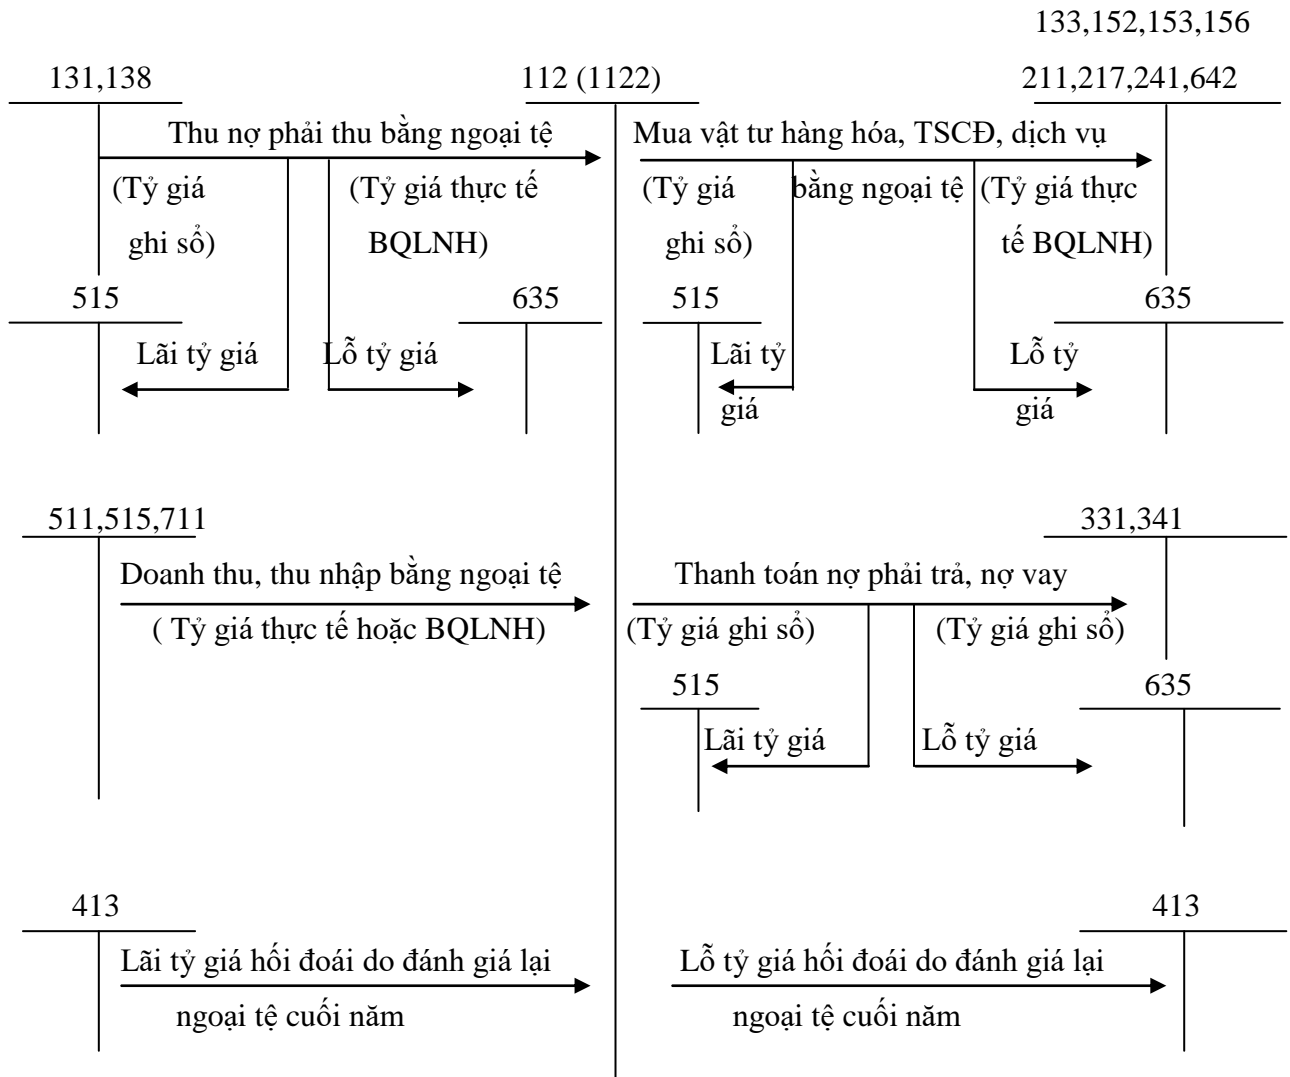 133,152,153,156
131,138
112 (1122)
211,217,241,642
Thu nợ phải thu bằng ngoại tệ
Mua vật tư hàng hóa, TSCĐ, dịch vụ
(Tỷ giá
(Tỷ giá thực tế
(Tỷ giá
bằng ngoại tệ
(Tỷ giá thực
ghi sổ)
BQLNH)
ghi sổ)
tế BQLNH)
515
635
515
635
Lãi tỷ giá
Lỗ tỷ giá
Lãi tỷ
Lỗ tỷ
giá
giá
511,515,711
331,341
Doanh thu, thu nhập bằng ngoại tệ
Thanh toán nợ phải trả, nợ vay
( Tỷ giá thực tế hoặc BQLNH)
(Tỷ giá ghi sổ)
(Tỷ giá ghi sổ)
515
635
Lãi tỷ giá
Lỗ tỷ giá
413
413
Lãi tỷ giá hối đoái do đánh giá lại
Lỗ tỷ giá hối đoái do đánh giá lại
ngoại tệ cuối năm
ngoại tệ cuối năm